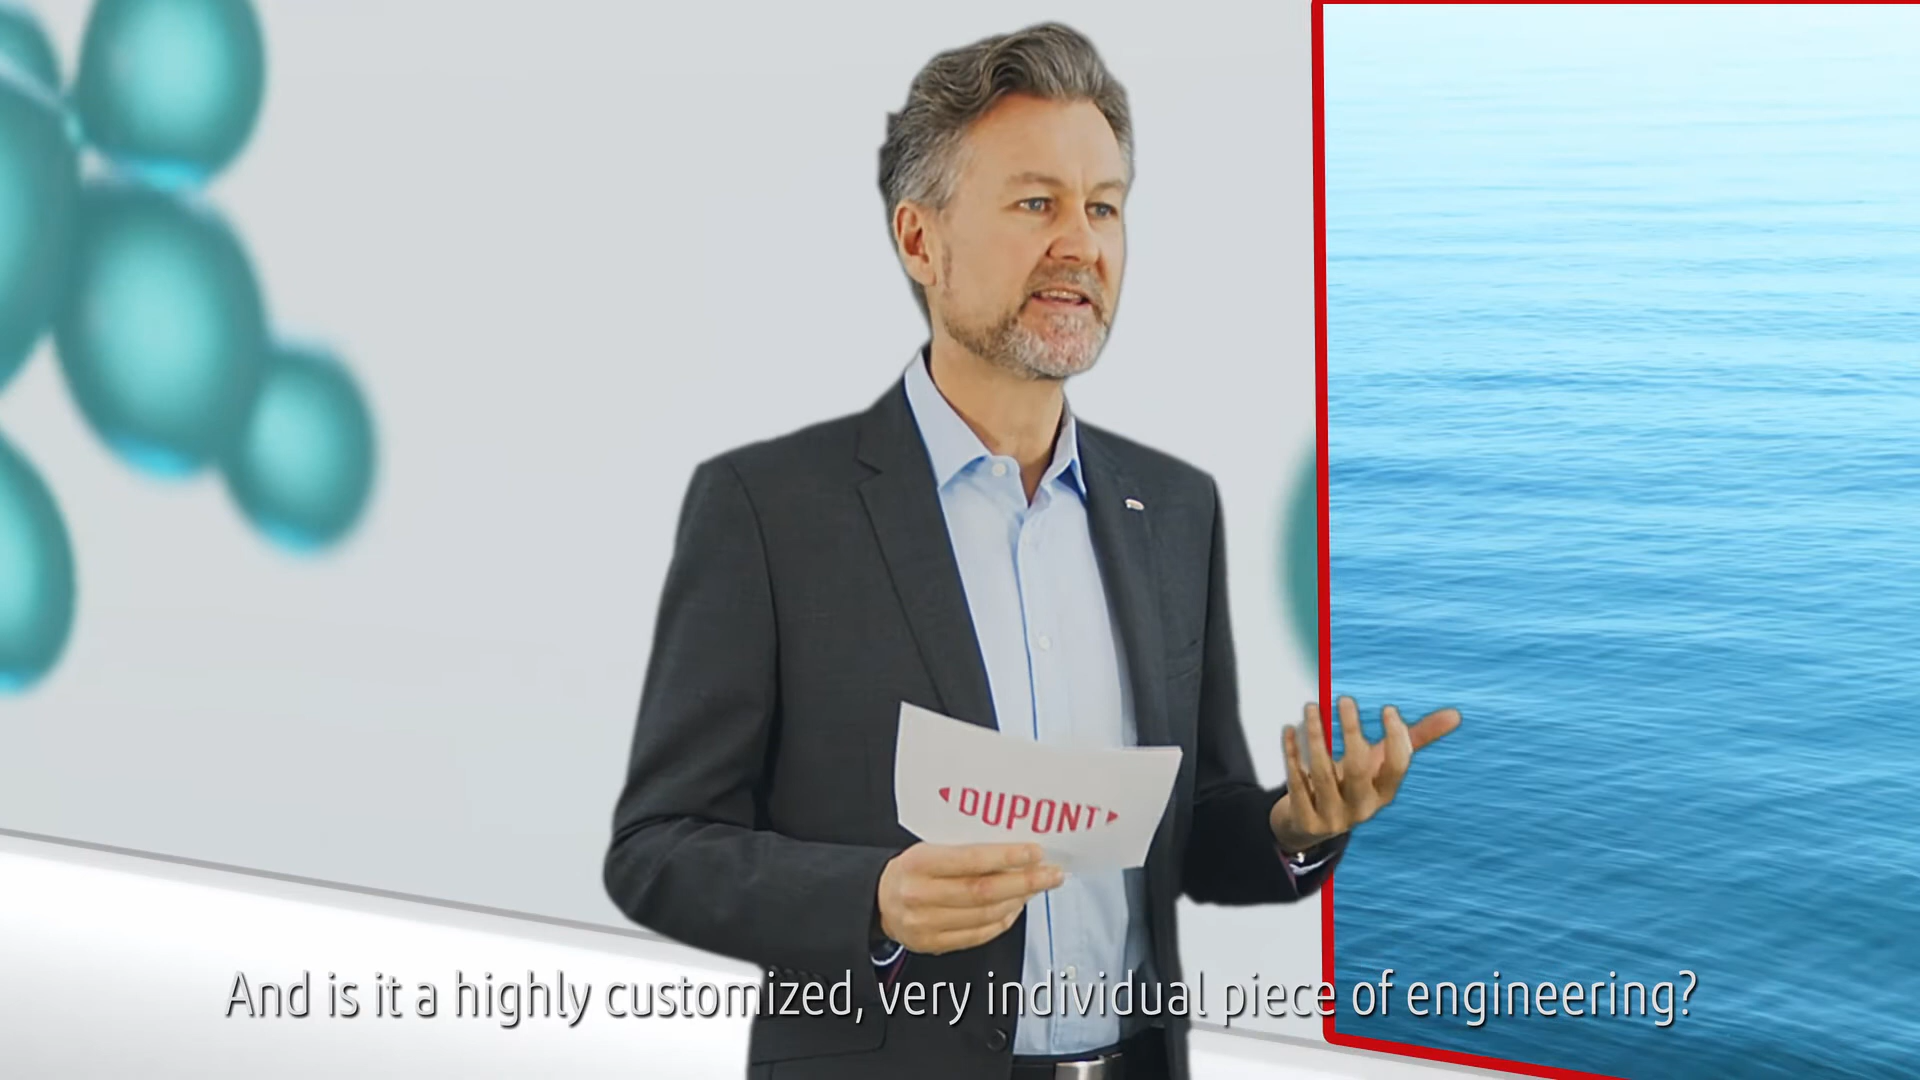 DUPONT
And is it a highly customized, very individual piece of engineering?